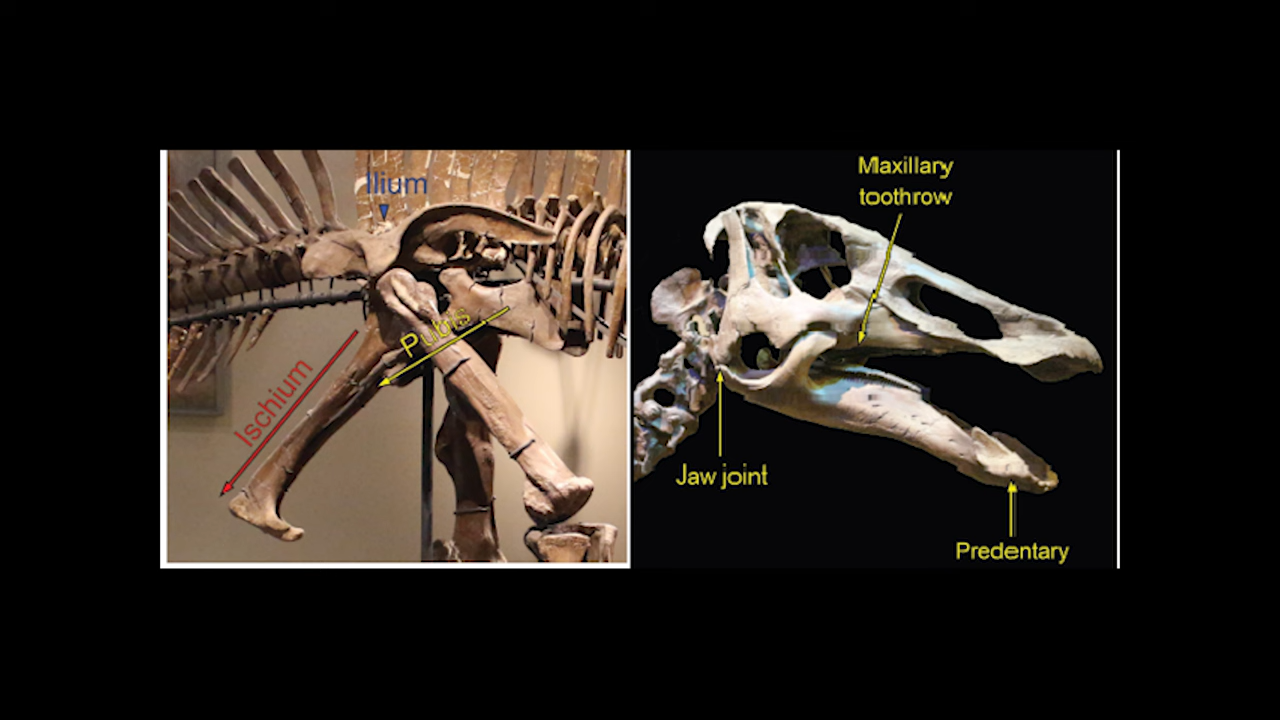 Ilium
Pubis
Ischium
Maxillary
toothrow
Jaw joint
Predentary